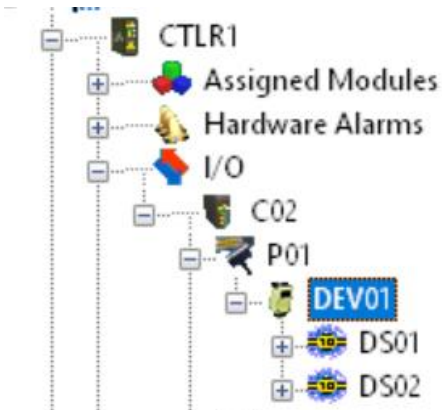 CTLR1
Assigned Modules
Hardware Alarms
I/O
C02
P01
DEV01
DS01
DS02